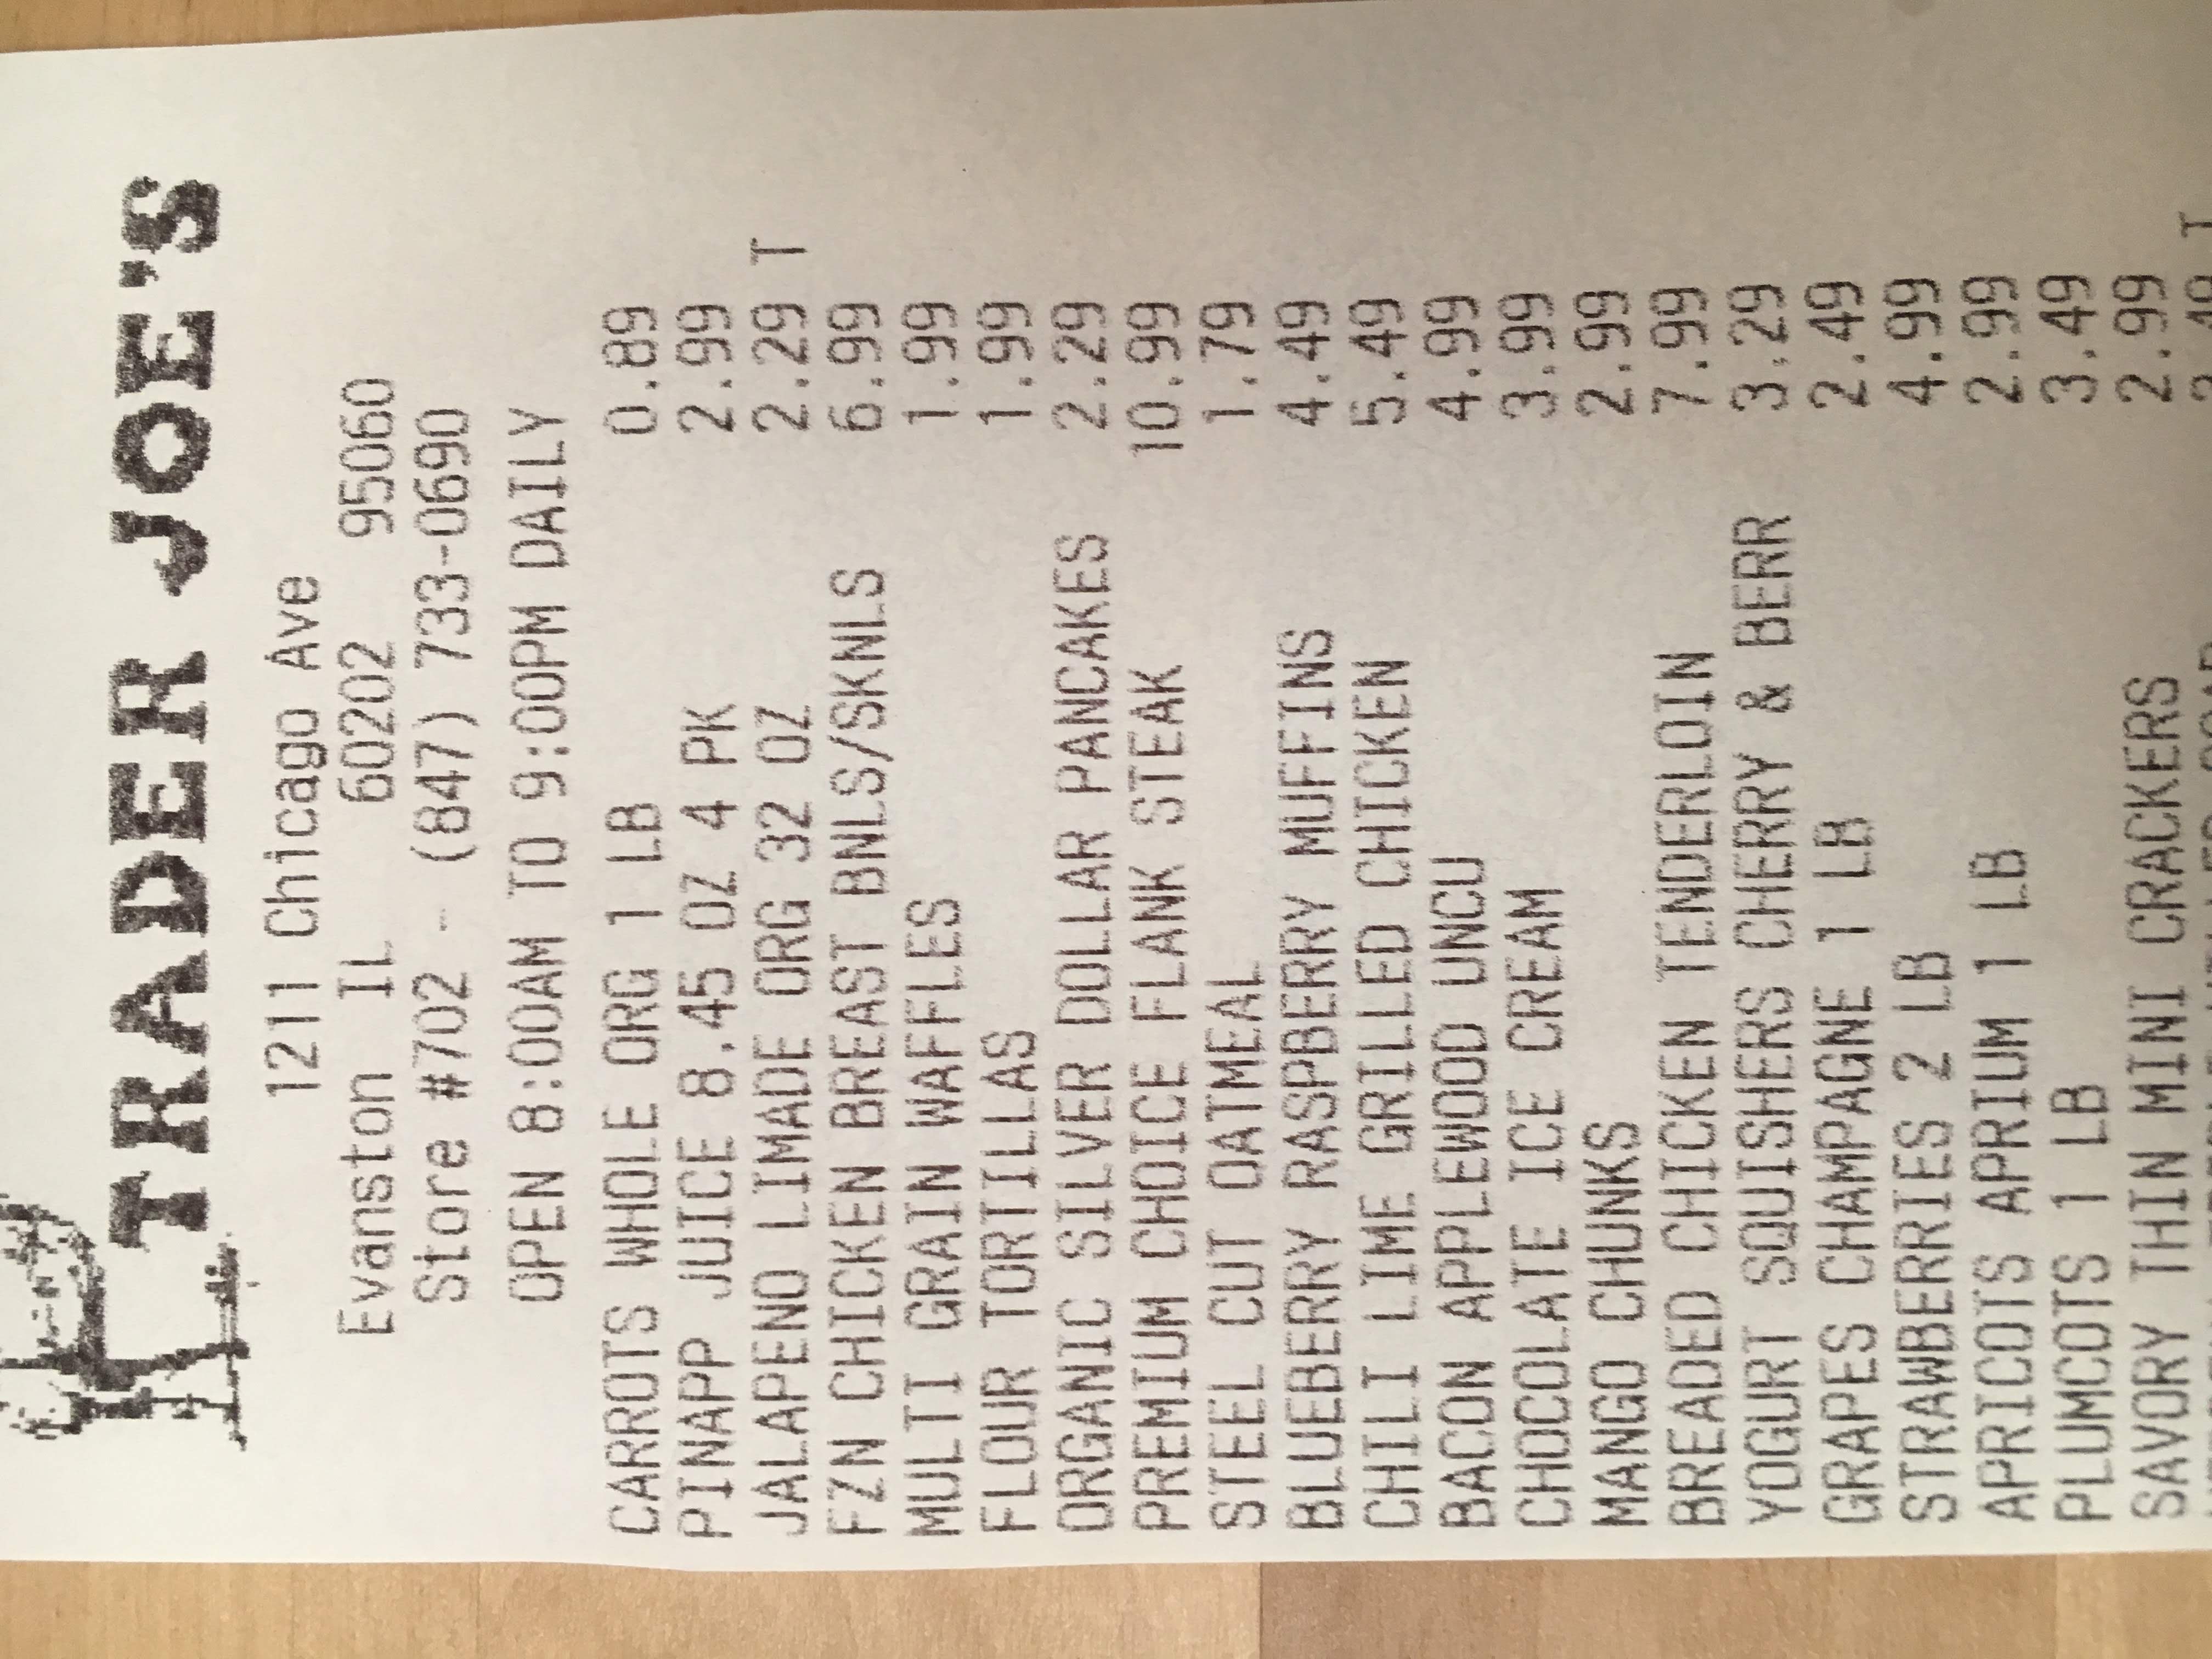 TRADER JOE'S
1211 Chicago Ave
Evanston IL 60202 95060
Store #702 - (847) 733-0690
OPEN 8:00AM TO 9:00PM DAILY
CARROTS WHOLE ORG 1 LB 0.89
PINAPP JUICE 8.45 OZ 4 PK 2.99
JALAPENO LIMADE ORG 32 OZ 2.29 T
FZN CHICKEN BREAST BNLS/SKNLS 6.99
MULTI GRAIN WAFFLES 1.99
FLOUR TORTILLAS 1.99
ORGANIC SILVER DOLLAR PANCAKES 2.29
PREMIUM CHOICE FLANK STEAK 10.99
STEEL CUT OATMEAL 1.79
BLUEBERRY RASPBERRY MUFFINS 4.49
CHILI LIME GRILLED CHICKEN 5.49
BACON APPLEWOOD UNCU 4.99
CHOCOLATE ICE CREAM 3.99
MANGO CHUNKS 2.99
BREADED CHICKEN TENDERLOIN 7.99
YOGURT SQUISHERS CHERRY & BERR 3.29
GRAPES CHAMPAGNE 1 LB 2.49
STRAWBERRIES 2 LB 4.99
APRICOTS APRIUM 1 LB 2.99
PLUMCOTS 1 LB 3.49
SAVORY THIN MINI CRACKERS 2.99